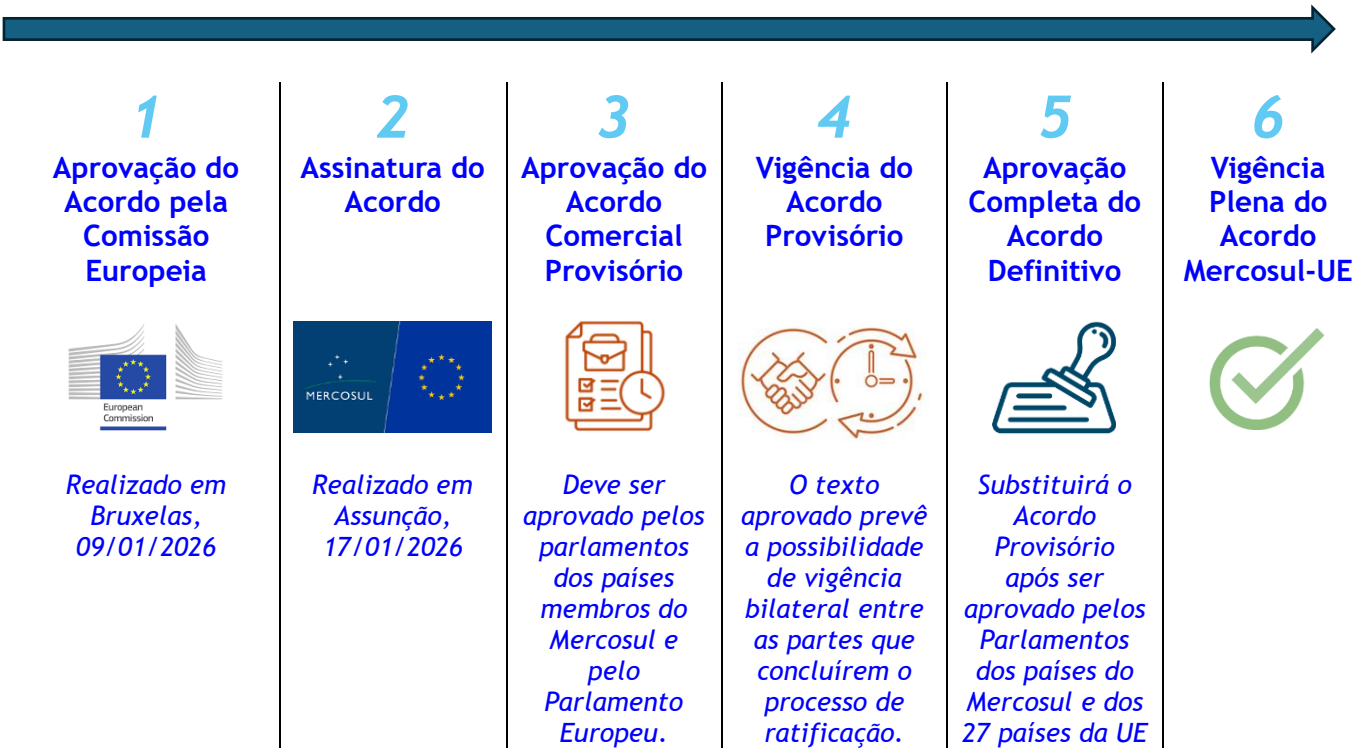 1
Aprovação do
Acordo pela
Comissão
Europeia
European
Commission
Realizado em
Bruxelas,
09/01/2026
2
Assinatura do
Acordo
MERCOSUL
Realizado em
Assunção,
17/01/2026
3
Aprovação do
Acordo
Comercial
Provisório
Deve ser
aprovado pelos
parlamentos
dos países
membros do
Mercosul e
pelo
Parlamento
Europeu.
4
Vigência do
Acordo
Provisório
O texto
aprovado prevê
a possibilidade
de vigência
bilateral entre
as partes que
concluírem o
processo de
ratificação.
5
Aprovação
Completa do
Acordo
Definitivo
Substituirá o
Acordo
Provisório
após ser
aprovado pelos
Parlamentos
dos países do
Mercosul e dos
27 países da UE
6
Vigência
Plena do
Acordo
Mercosul-UE